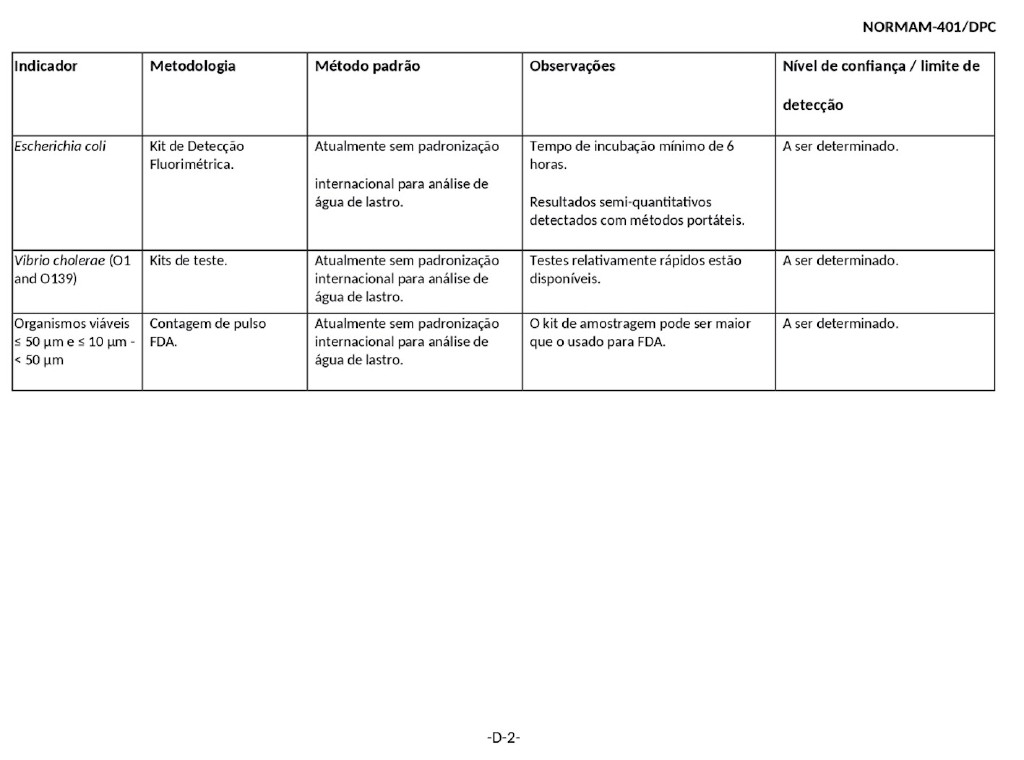 NORMAM-401/DPC
Indicador
Metodologia
Método padrão
Observações
Nível de confiança / limite de
detecção
Escherichia coli
Kit de Detecção
Fluorimétrica.
Atualmente sem padronização
internacional para análise de
água de lastro.
Tempo de incubação mínimo de 6
horas.
Resultados semi-quantitativos
detectados com métodos portáteis.
A ser determinado.
Vibrio cholerae (O1
and O139)
Kits de teste.
Atualmente sem padronização
internacional para análise de
água de lastro.
Testes relativamente rápidos estão
disponíveis.
A ser determinado.
Organismos viáveis
≤ 50 µm e ≤ 10 µm -
< 50 µm
Contagem de pulso
FDA.
Atualmente sem padronização
internacional para análise de
água de lastro.
O kit de amostragem pode ser maior
que o usado para FDA.
A ser determinado.
-D-2-